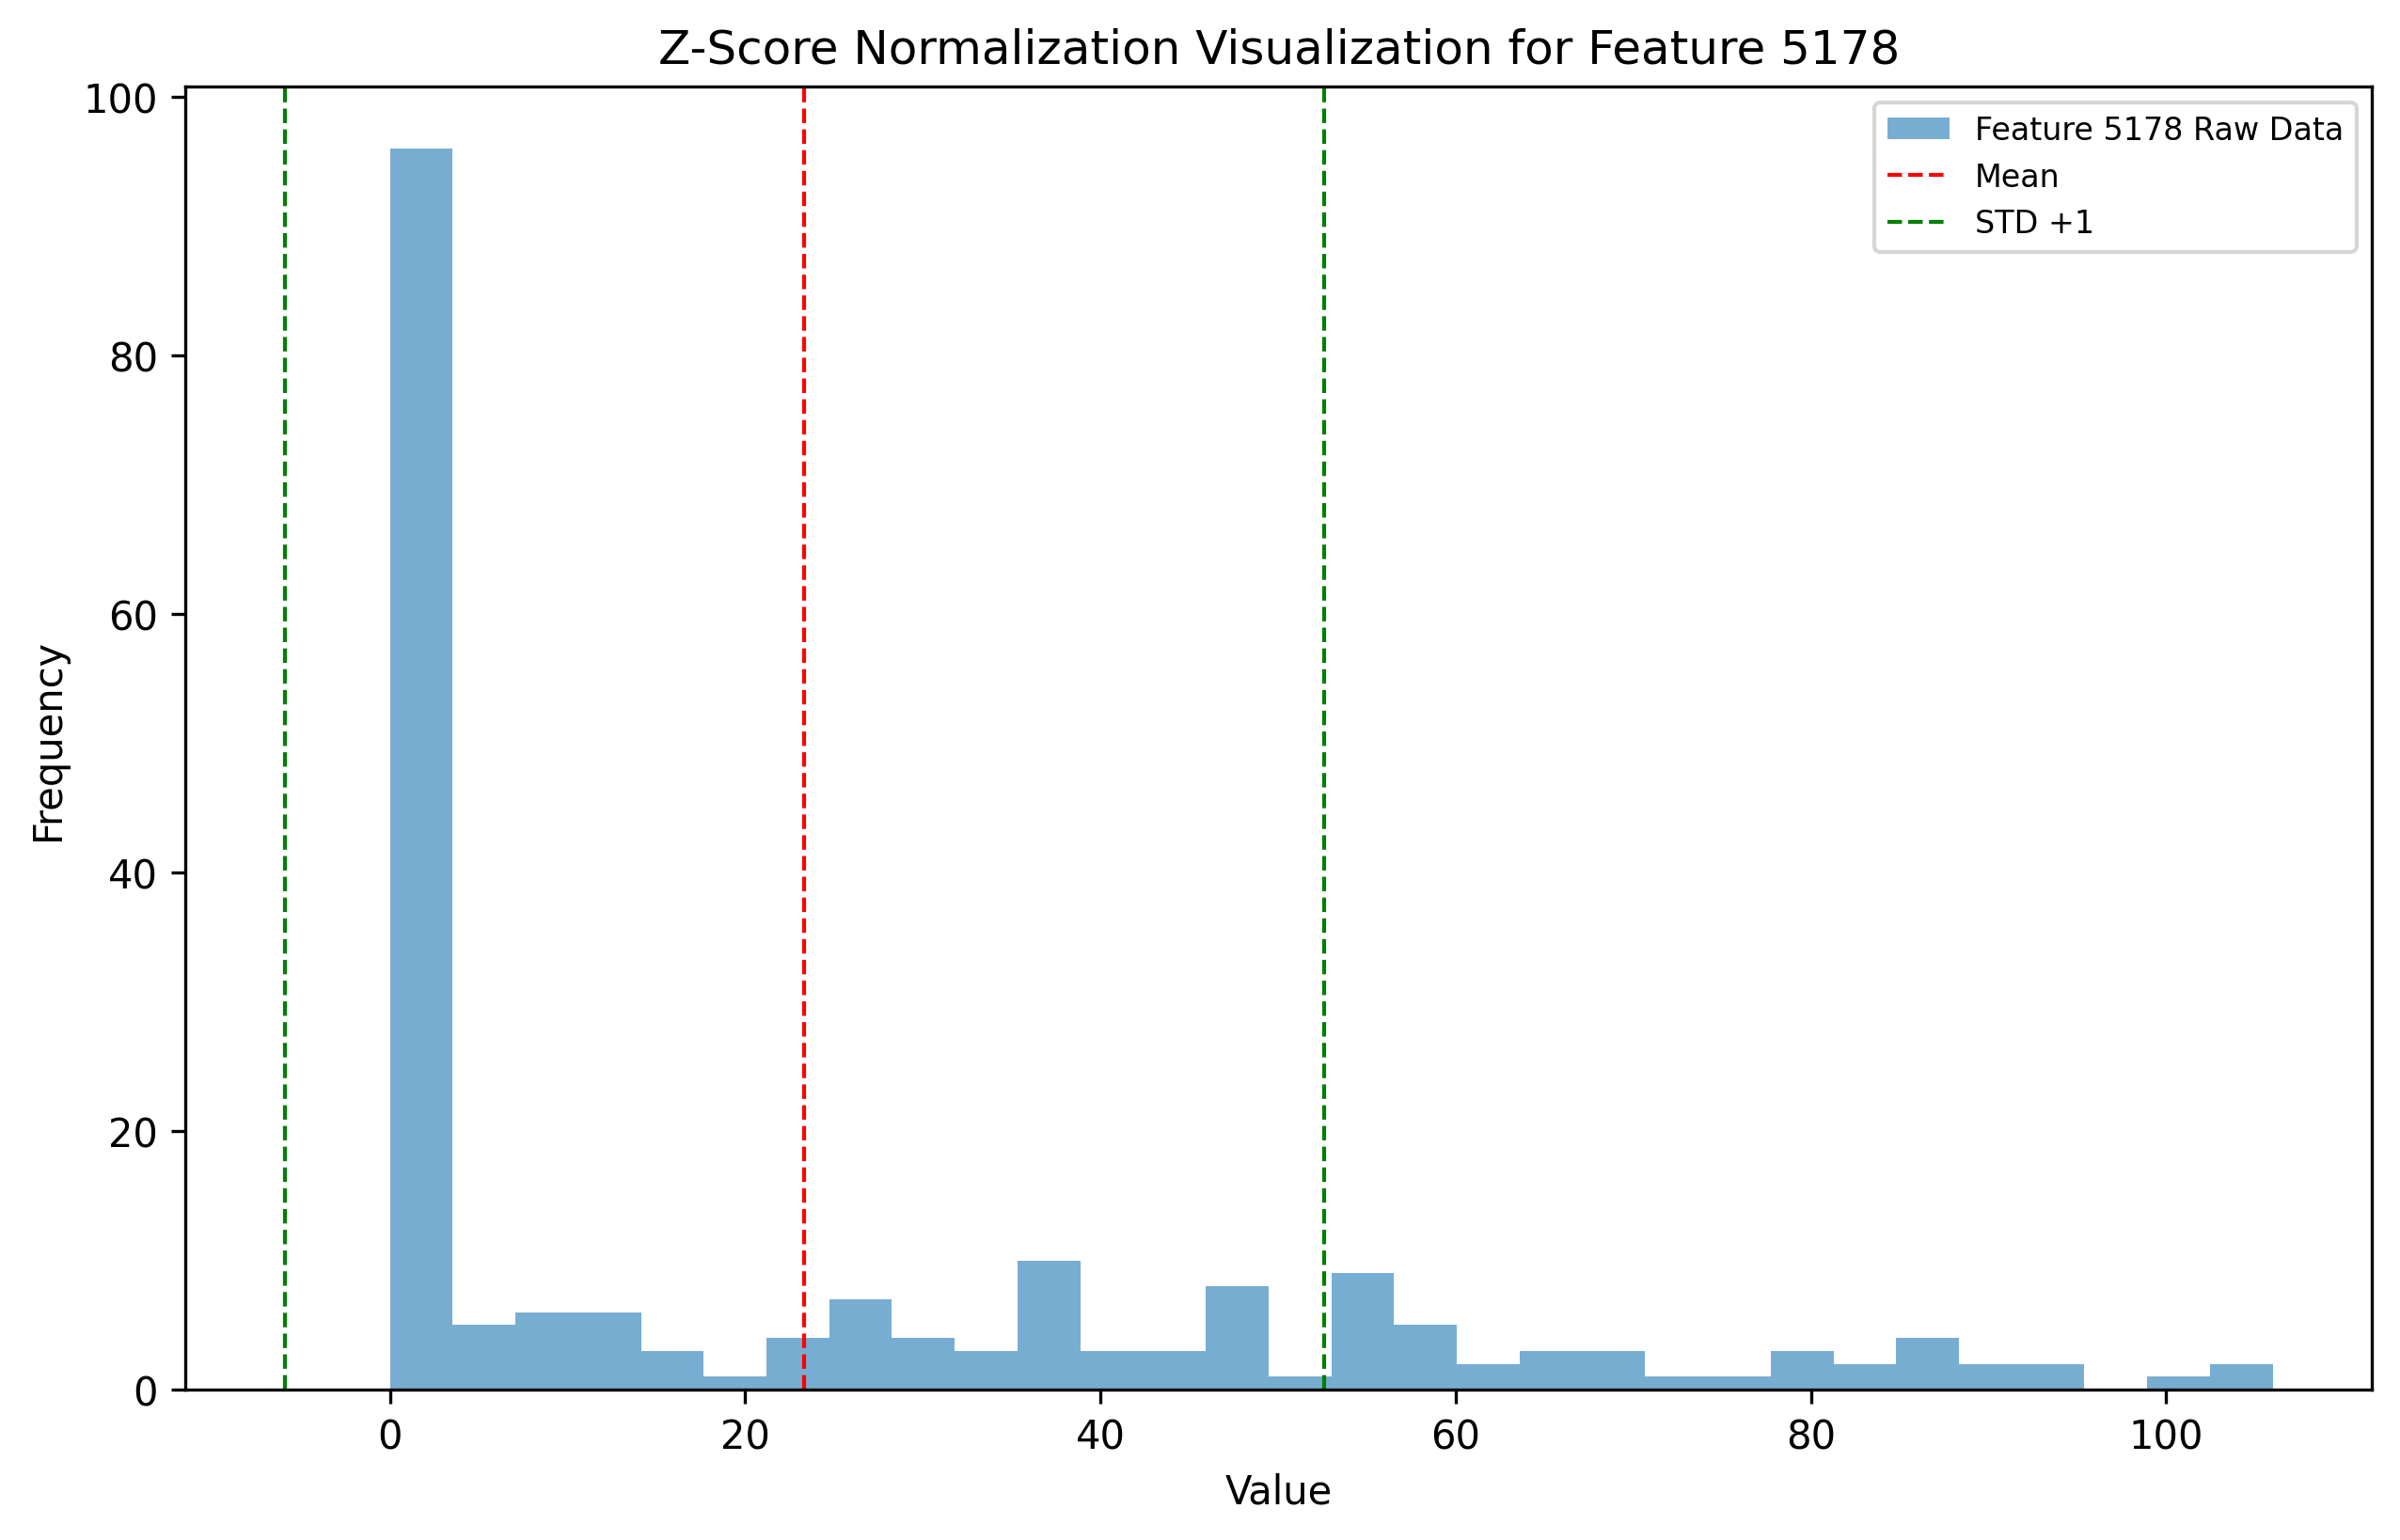 Z-Score Normalization Visualization for Feature 5178
Feature 5178 Raw Data
Mean
STD +1
100
80
60
40
20
0
Frequency
0 20 40 60 80 100
Value